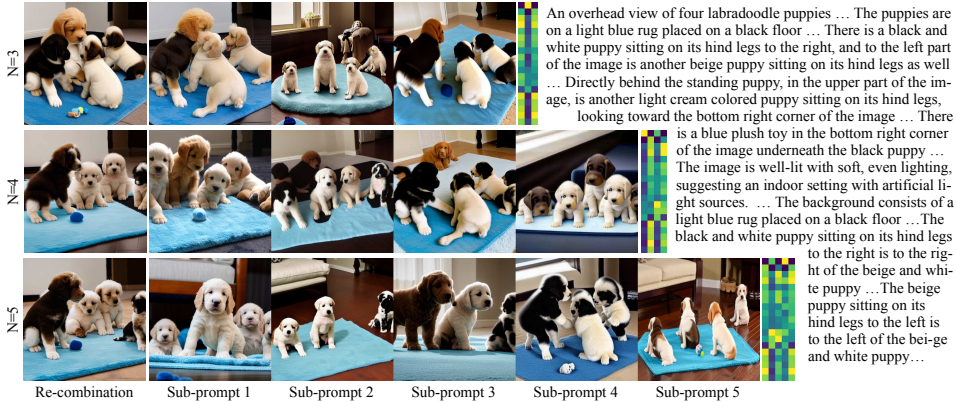 N=3
An overhead view of four labradoodle puppies … The puppies are
on a light blue rug placed on a black floor … There is a black and
white puppy sitting on its hind legs to the right, and to the left part
of the image is another beige puppy sitting on its hind legs as well
… Directly behind the standing puppy, in the upper part of the im-
age, is another light cream colored puppy sitting on its hind legs,
looking toward the bottom right corner of the image … There
is a blue plush toy in the bottom right corner
of the image underneath the black puppy …
The image is well-lit with soft, even lighting,
suggesting an indoor setting with artificial li-
ght sources. … The background consists of a
light blue rug placed on a black floor …The
black and white puppy sitting on its hind legs
to the right is to the rig-
ht of the beige and whi-
te puppy …The beige
puppy sitting on its
hind legs to the left is
to the left of the bei-ge
and white puppy…
N=4
N=5
Re-combination
Sub-prompt 1
Sub-prompt 2
Sub-prompt 3
Sub-prompt 4
Sub-prompt 5